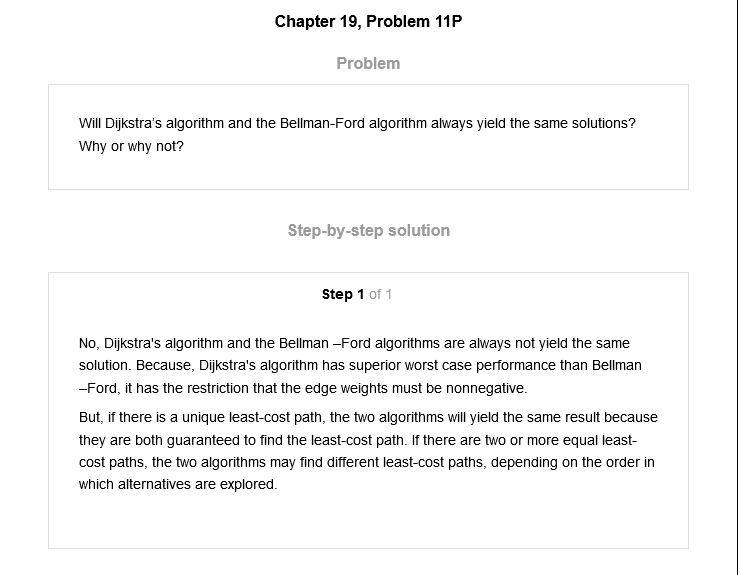 Chapter 19, Problem 11P
Problem
Will Dijkstra's algorithm and the Bellman-Ford algorithm always yield the same solutions?
Why or why not?
Step-by-step solution
Step 1 of 1
No, Dijkstra's algorithm and the Bellman –Ford algorithms are always not yield the same
solution. Because, Dijkstra's algorithm has superior worst case performance than Bellman
–Ford, it has the restriction that the edge weights must be nonnegative.
But, if there is a unique least-cost path, the two algorithms will yield the same result because
they are both guaranteed to find the least-cost path. If there are two or more equal least-
cost paths, the two algorithms may find different least-cost paths, depending on the order in
which alternatives are explored.